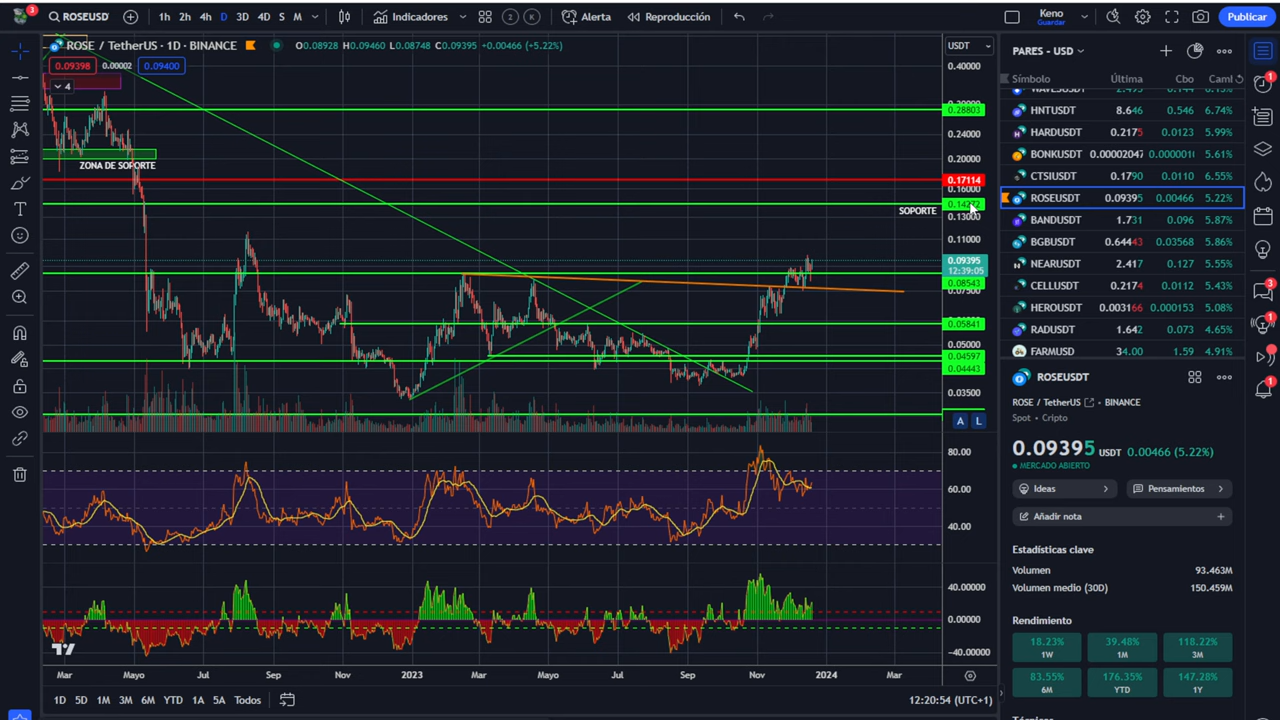 3
ROSEUSD
1h 2h 4h D 3D 4D S M
Indicadores
Alerta
Reproducción
Keno
Guardar
Publicar
ROSE / TetherUS · 1D · BINANCE
O0.08928 H0.09460 L0.08748 C0.09395 +0.00466 (+5.22%)
USDT
0.09398 0.00002 0.09400
4
ZONA DE SOPORTE
SOPORTE
0.40000
0.28803
0.24000
0.20000
0.17114
0.16000
0.13000
0.11000
0.09395
12:39:05
0.08543
0.05841
0.05000
0.04597
0.04443
0.03500
A L
80.00
60.00
40.00
40.00000
0.00000
−40.00000
Mar Mayo Jul Sep Nov 2023 Mar Mayo Jul Sep Nov 2024 Mar
1D 5D 1M 3M 6M YTD 1A 5A Todos
12:20:54 (UTC+1)
PARES - USD
Símbolo Última Cbo
HNTUSDT 8.646 0.546 6.74%
HARDUSDT 0.2175 0.0123 5.99%
BONKUSDT 0.00002047 5.61%
CTSIUSDT 0.1790 0.0110 6.55%
ROSEUSDT 0.09395 0.00466 5.22%
BANDUSDT 1.731 0.096 5.87%
BGBUSDT 0.64443 0.03568 5.86%
NEARUSDT 2.417 0.127 5.55%
CELLUSDT 0.2174 0.0112 5.43%
HEROUSDT 0.003166 0.000153 5.08%
RADUSDT 1.642 0.073 4.65%
FARMUSD 34.00 1.59 4.91%
ROSEUSDT
ROSE / TetherUS • BINANCE
Spot • Cripto
0.09395 USDT 0.00466 (5.22%)
MERCADO ABIERTO
Ideas
Pensamientos
Añadir nota
Estadísticas clave
Volumen 93.463M
Volumen medio (30D) 150.459M
Rendimiento
18.23% 39.48% 118.22%
1W 1M 3M
83.55% 176.35% 147.28%
6M YTD 1Y